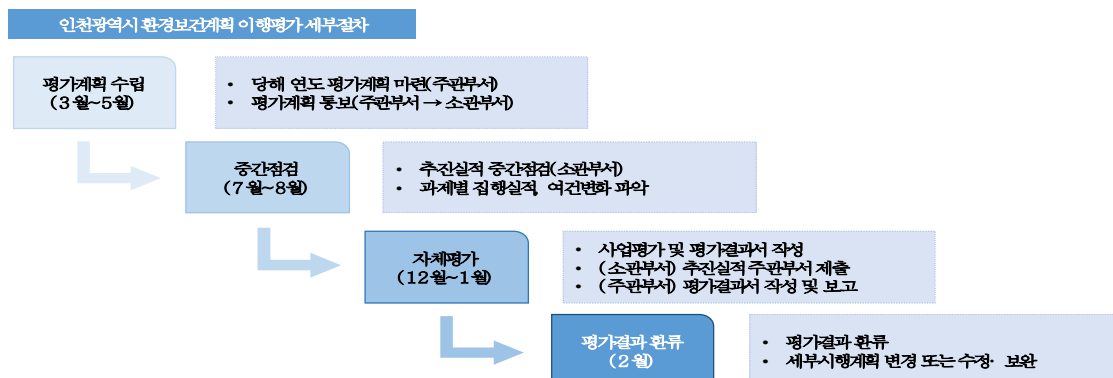 인천광역시 환경보건계획 이행평가 세부절차
평가계획 수립
(3월~5월)
• 당해 연도 평가계획 마련(주관부서)
• 평가계획 통보(주관부서 → 소관부서)
중간점검
(7월~8월)
• 추진실적 중간점검(소관부서)
• 과제별 집행실적, 여건변화 파악
자체평가
(12월~1월)
• 사업평가 및 평가결과서 작성
• (소관부서) 추진실적 주관부서 제출
• (주관부서) 평가결과서 작성 및 보고
평가결과 환류
(2월)
• 평가결과 환류
• 세부시행계획 변경 또는 수정· 보완